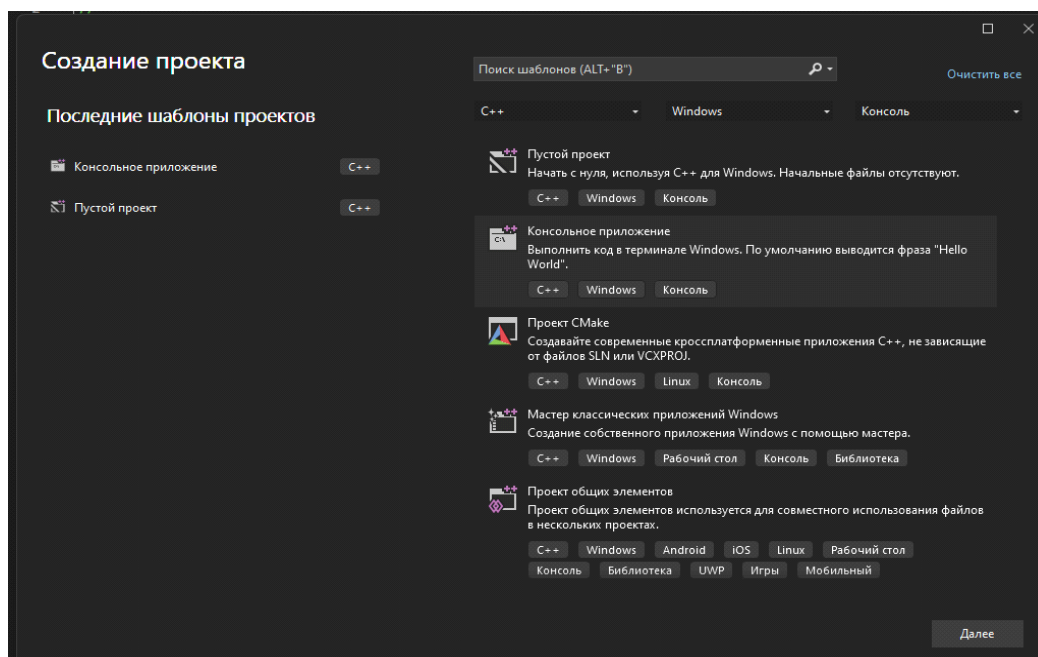 Создание проекта
Последние шаблоны проектов
Консольное приложение C++
Пустой проект C++
Поиск шаблонов (ALT+"В")
Очистить все
C++ Windows Консоль
Пустой проект
Начать с нуля, используя C++ для Windows. Начальные файлы отсутствуют.
C++ Windows Консоль
Консольное приложение
Выполнить код в терминале Windows. По умолчанию выводится фраза "Hello
World".
C++ Windows Консоль
Проект CMake
Создавайте современные кроссплатформенные приложения C++, не зависящие
от файлов SLN или VCXPROJ.
C++ Windows Linux Консоль
Мастер классических приложений Windows
Создание собственного приложения Windows с помощью мастера.
C++ Windows Рабочий стол Консоль Библиотека
Проект общих элементов
Проект общих элементов используется для совместного использования файлов
в нескольких проектах.
C++ Windows Android iOS Linux Рабочий стол
Консоль Библиотека UWP Игры Мобильный
Далее